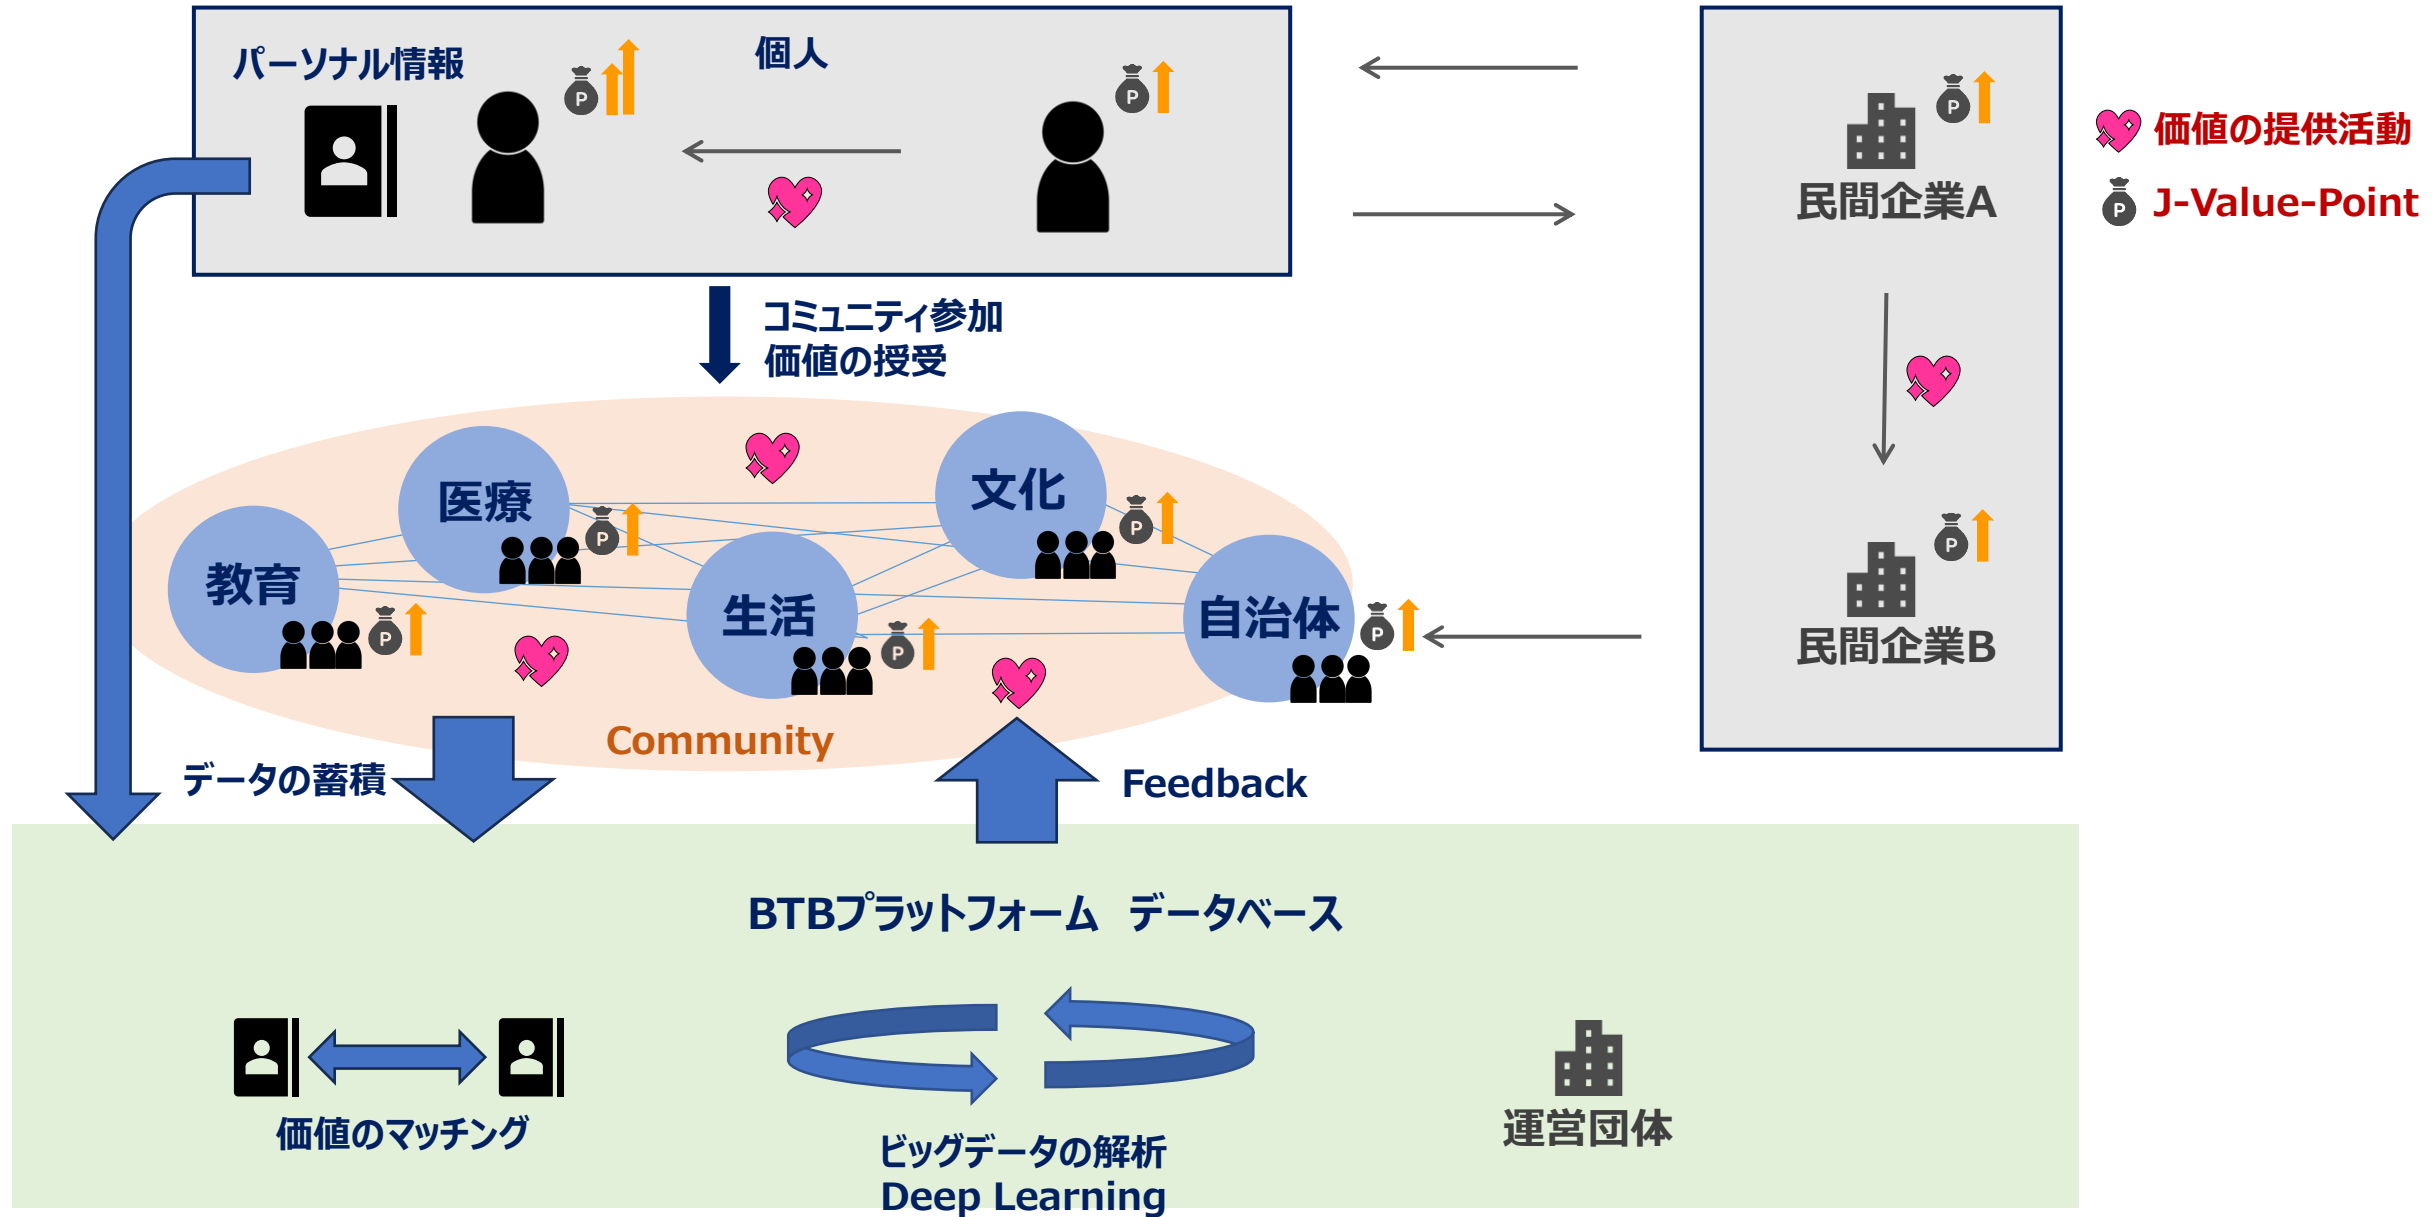 パーソナル情報
個人
民間企業A
価値の提供活動
J-Value-Point
P
P
P
P
コミュニティ参加
価値の授受
医療
文化
教育
生活
自治体
P
P
P
P
P
P
民間企業B
Community
データの蓄積
Feedback
BTBプラットフォーム データベース
価値のマッチング
ビッグデータの解析
Deep Learning
運営団体